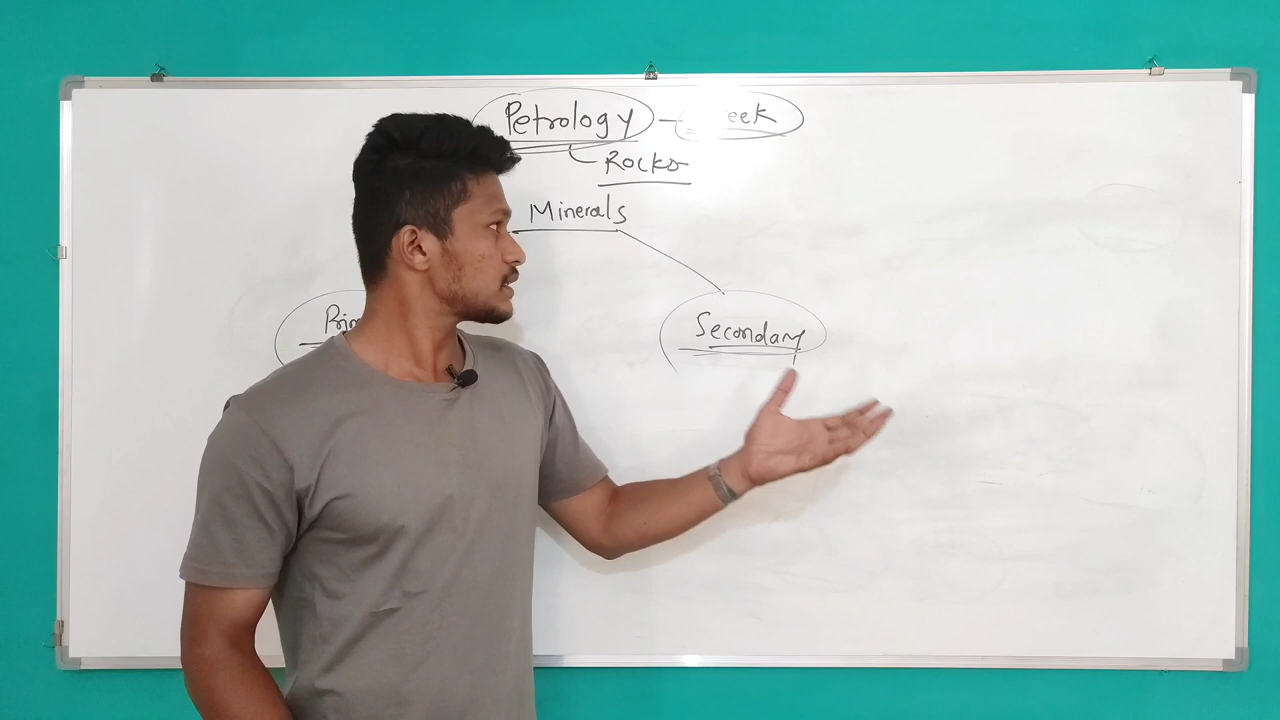 Petrology –
Rocks
Minerals
Secondary